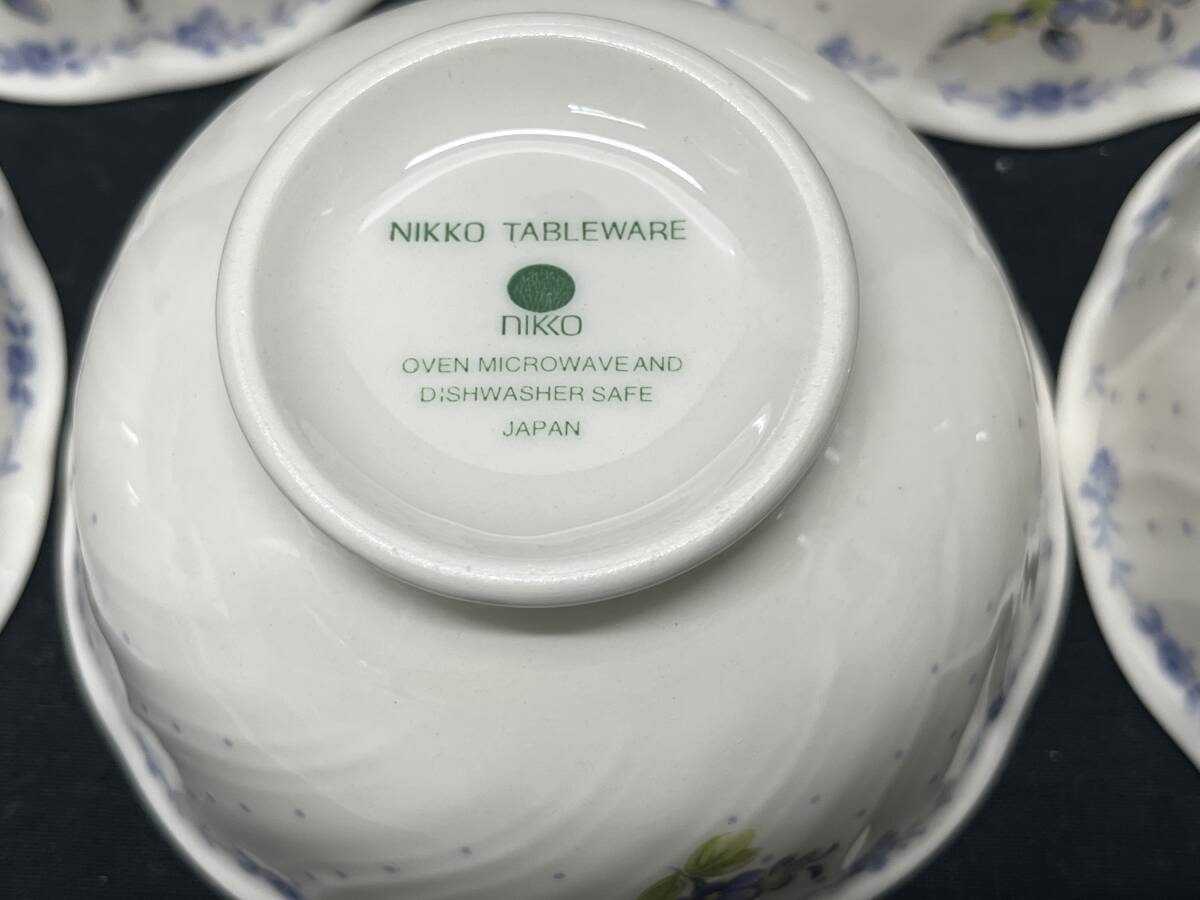 NIKKO TABLEWARE
nikko
OVEN MICROWAVE AND
DISHWASHER SAFE
JAPAN